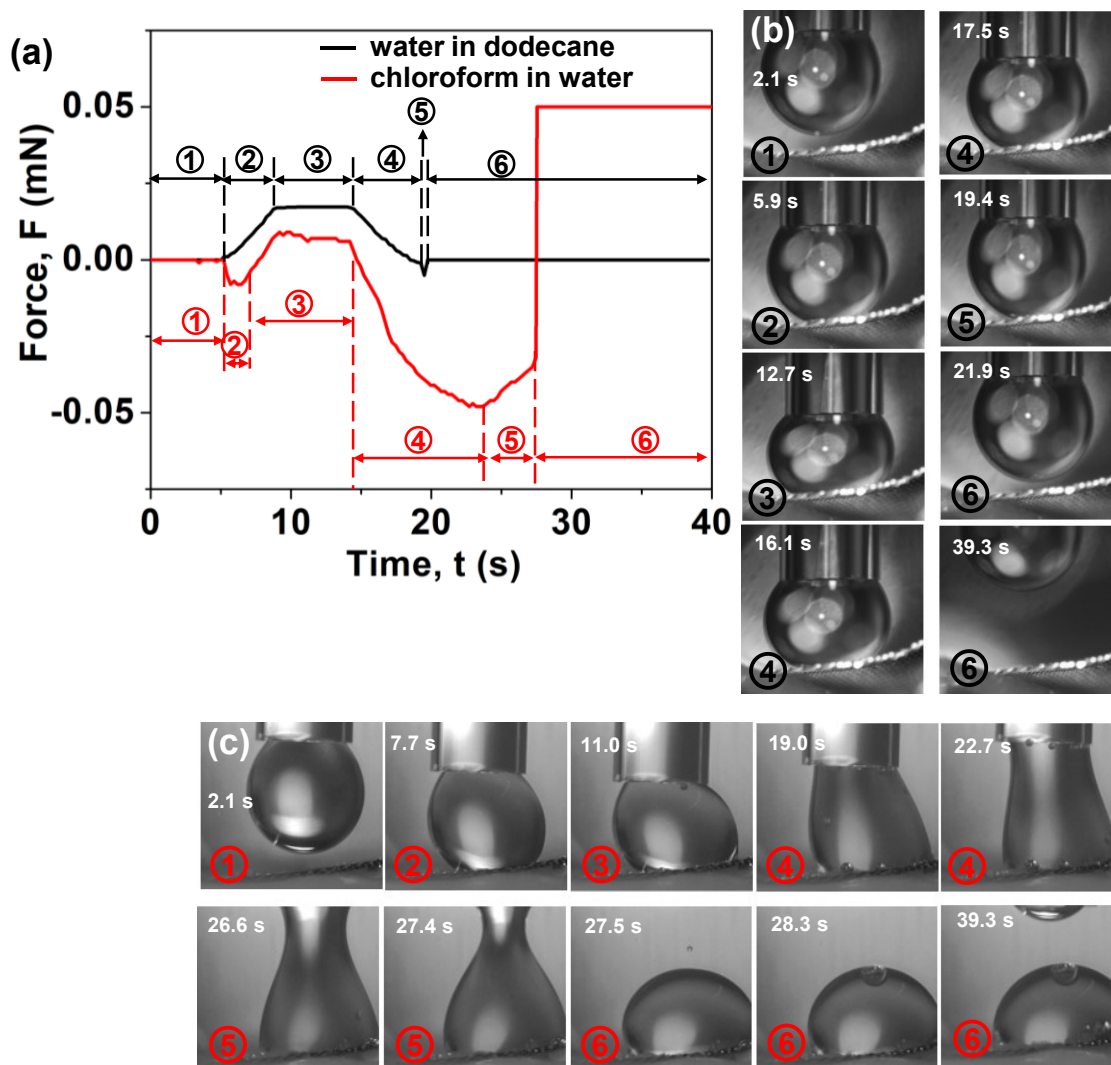 (a)
water in dodecane
chloroform in water
0.05
0.00
-0.05
Force, F (mN)
① ② ③ ④ ⑤ ⑥
① ② ③ ④ ⑤ ⑥
0 10 20 30 40
Time, t (s)
(b)
2.1 s
①
17.5 s
④
5.9 s
②
19.4 s
⑤
12.7 s
③
21.9 s
⑥
16.1 s
④
39.3 s
⑥
(c)
2.1 s
①
7.7 s
②
11.0 s
③
19.0 s
④
22.7 s
④
26.6 s
⑤
27.4 s
⑤
27.5 s
⑥
28.3 s
⑥
39.3 s
⑥